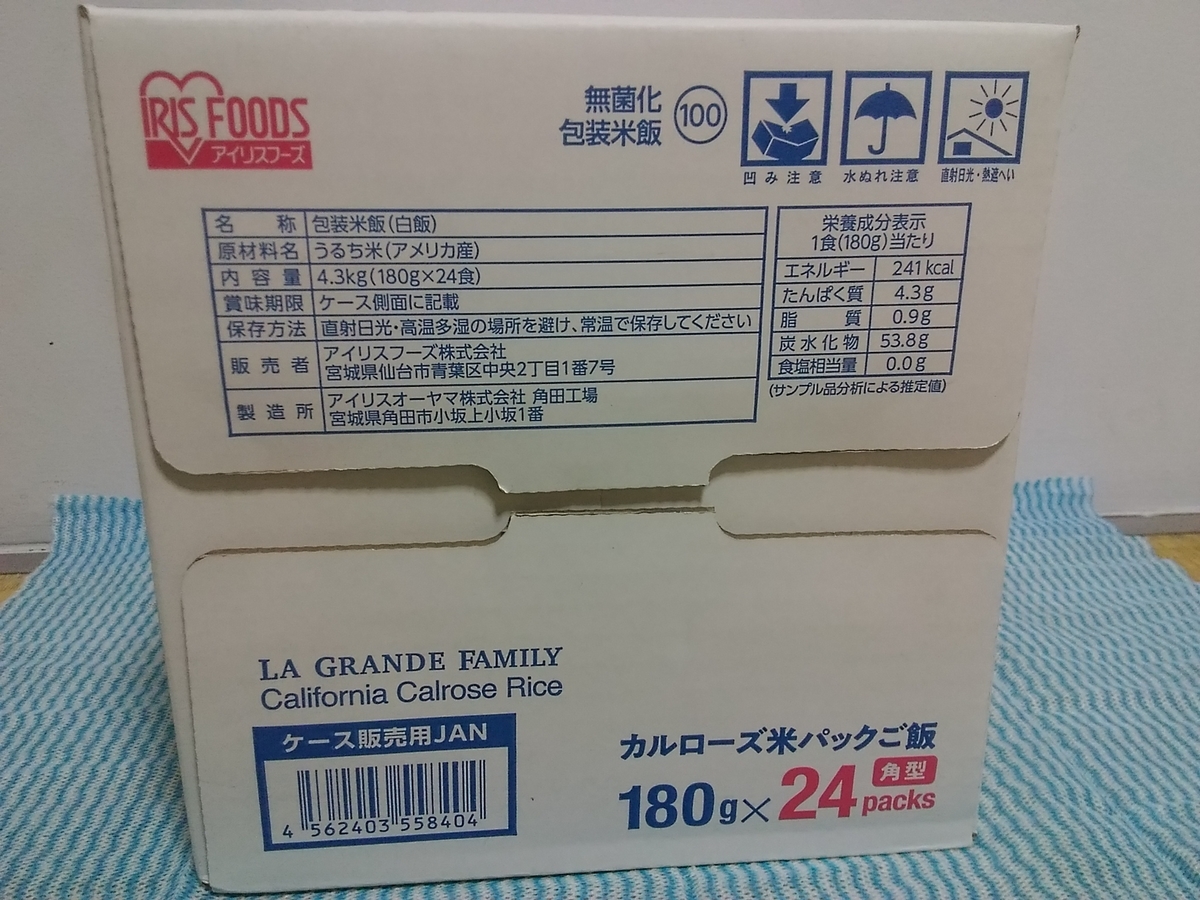 IRIS FOODS
アイリスフーズ
無菌化
包装米飯
100
凹み注意
水ぬれ注意
直射日光・熱遮へい
名称 包装米飯(白飯)
原材料名 うるち米(アメリカ産)
内容量 4.3kg(180g×24食)
賞味期限 ケース側面に記載
保存方法 直射日光・高温多湿の場所を避け、常温で保存してください
販売者 アイリスフーズ株式会社
宮城県仙台市青葉区中央2丁目1番7号
製造所 アイリスオーヤマ株式会社 角田工場
宮城県角田市小坂上小坂1番
栄養成分表示
1食(180g)当たり
エネルギー 241kcal
たんぱく質 4.3g
脂質 0.9g
炭水化物 53.8g
食塩相当量 0.0g
(サンプル品分析による推定値)
LA GRANDE FAMILY
California Calrose Rice
ケース販売用JAN
4 562403 558404
カルローズ米パックご飯
180g×24packs
角型